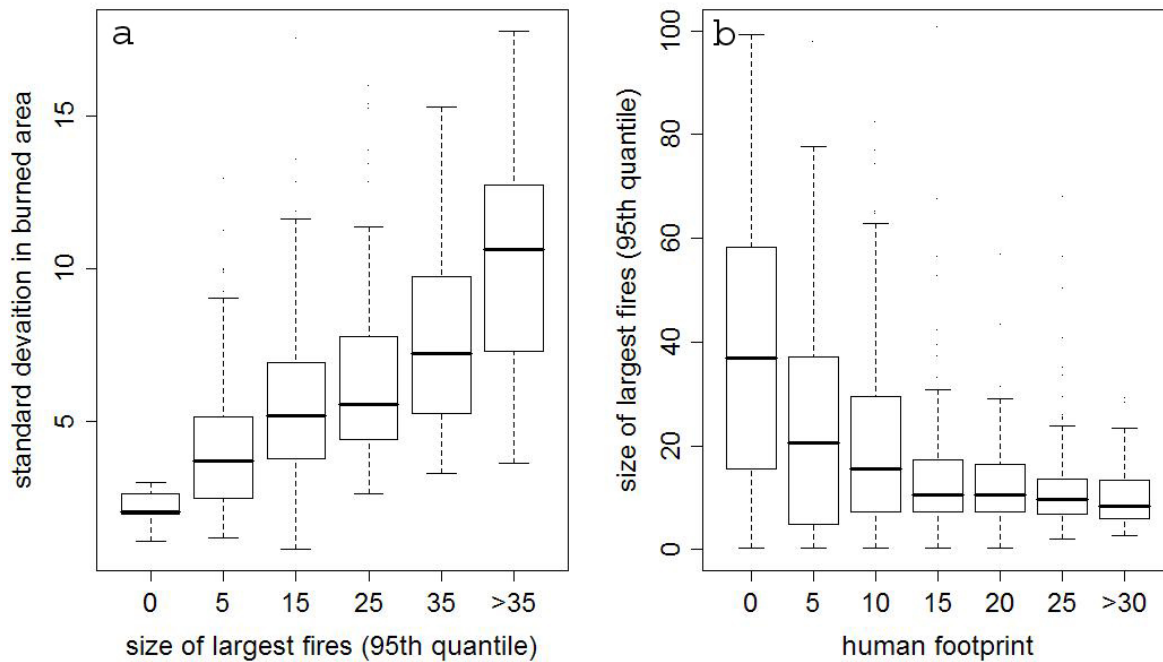 a
standard devaition in burned area
15
10
5
0 5 15 25 35 >35
size of largest fires (95th quantile)
b
size of largest fires (95th quantile)
100
80
60
40
20
0
0 5 10 15 20 25 >30
human footprint